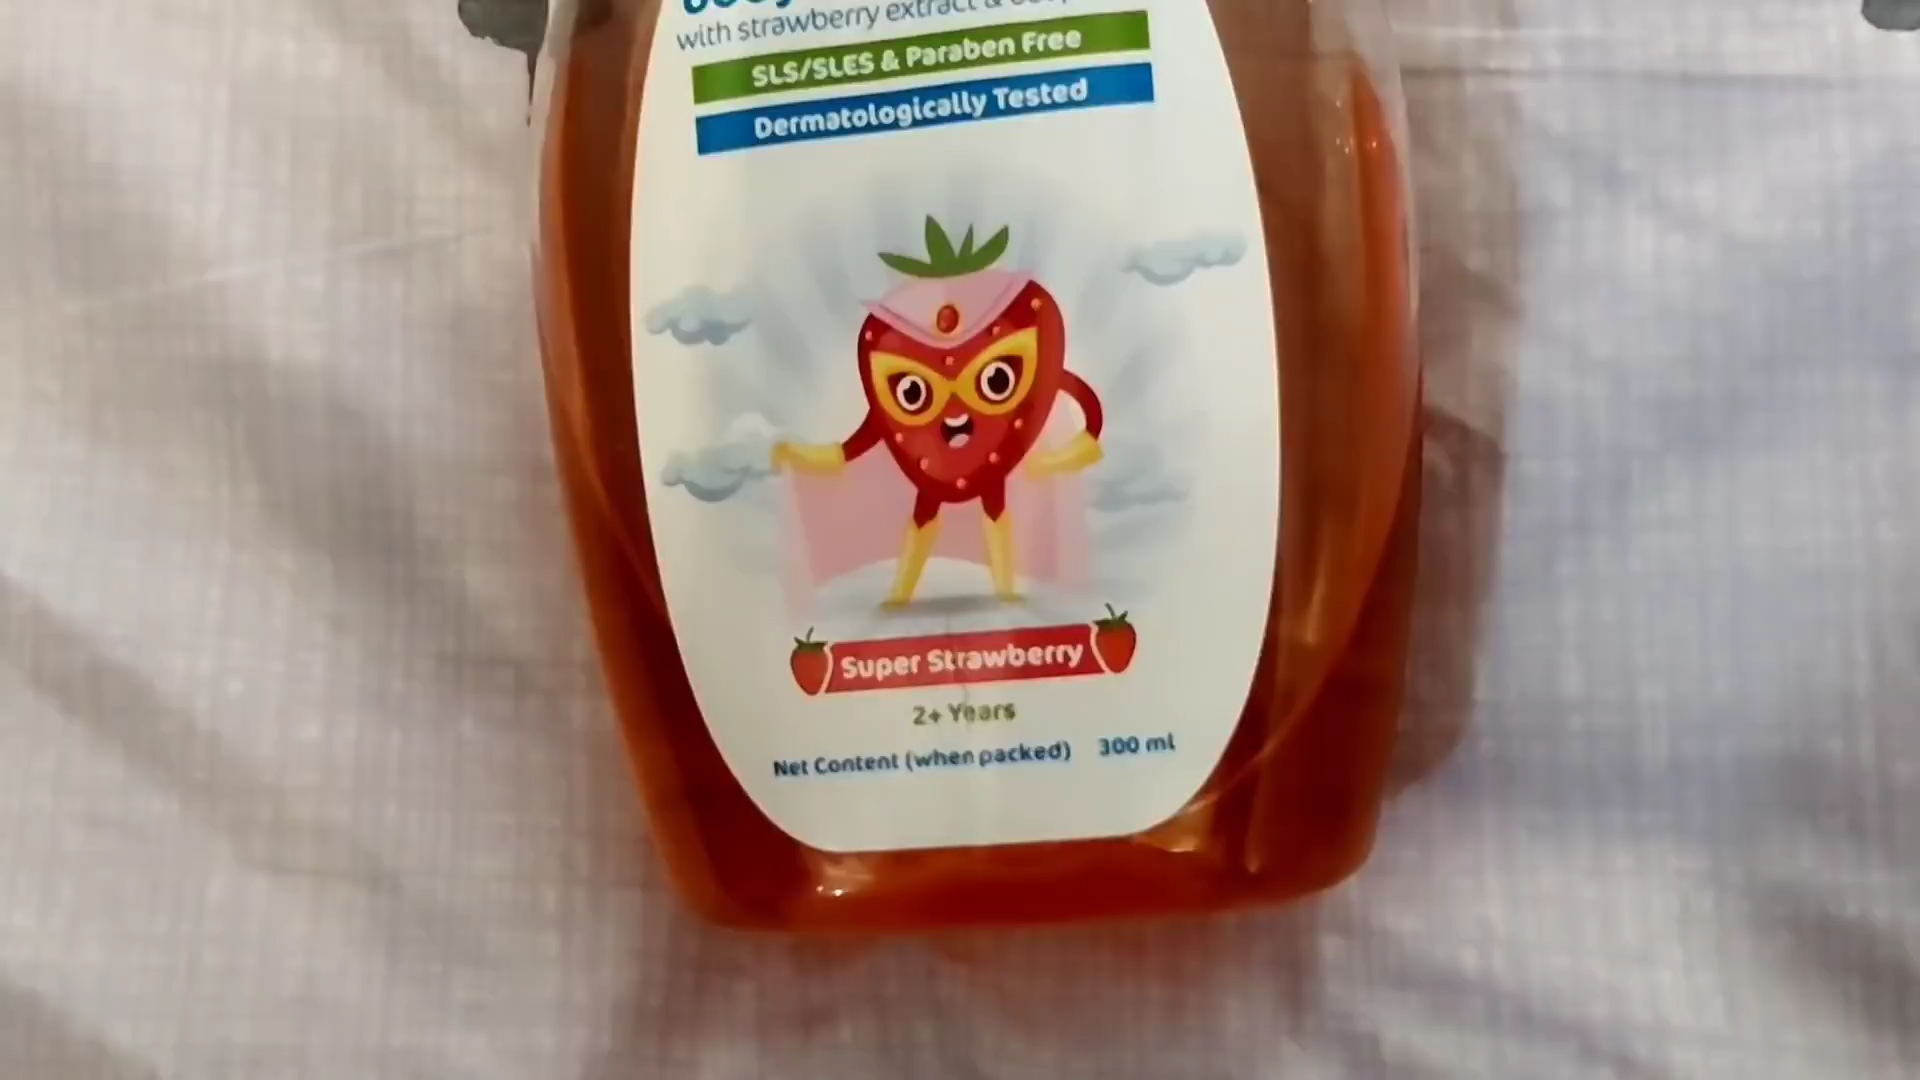 with strawberry extract &
SLS/SLES & Paraben Free
Dermatologically Tested
Super Strawberry
2+ Years
Net Content (when packed) 300 ml